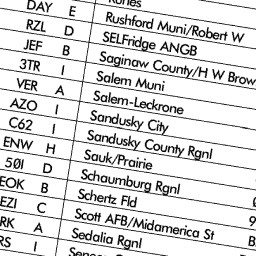 DAY E Rushford Muni/Robert W
RZL D SELFridge ANGB
JEF B Saginaw County/H W Brow
3TR I Salem Muni
VER A Salem-Leckrone
AZO I Sandusky City
C62 I Sandusky County Rgnl
ENW H Sauk/Prairie
50I D Schaumburg Rgnl
EOK B Schertz Fld
EZI C Scott AFB/Midamerica St
RK A Sedalia Rgnl
RS I